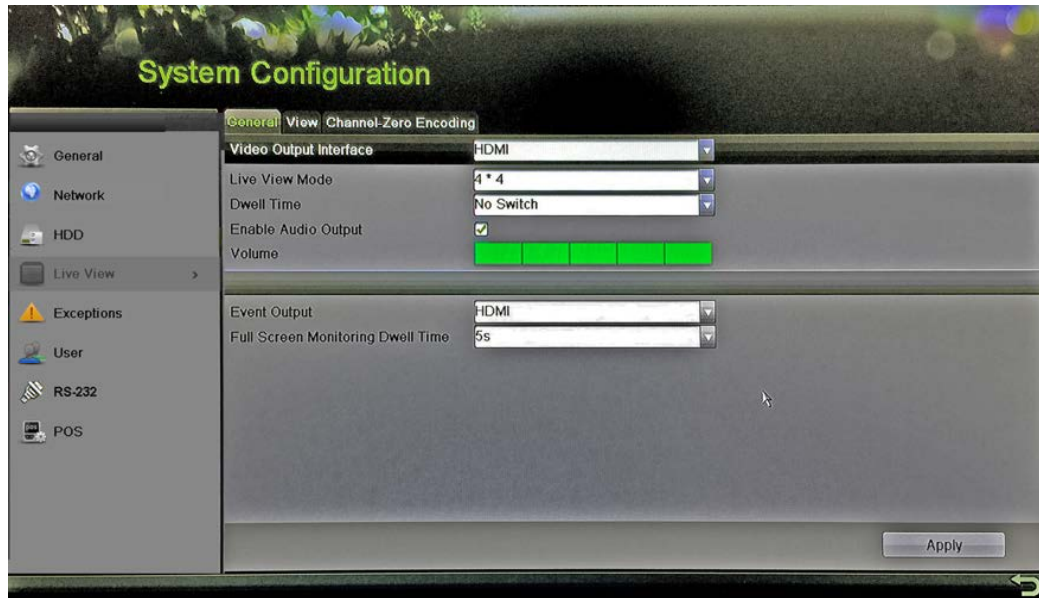 System Configuration
General View Channel-Zero Encoding
Video Output Interface HDMI
Live View Mode 4 * 4
Dwell Time No Switch
Enable Audio Output
Volume
Event Output HDMI
Full Screen Monitoring Dwell Time 5s
General
Network
HDD
Live View >
Exceptions
User
RS-232
POS
Apply